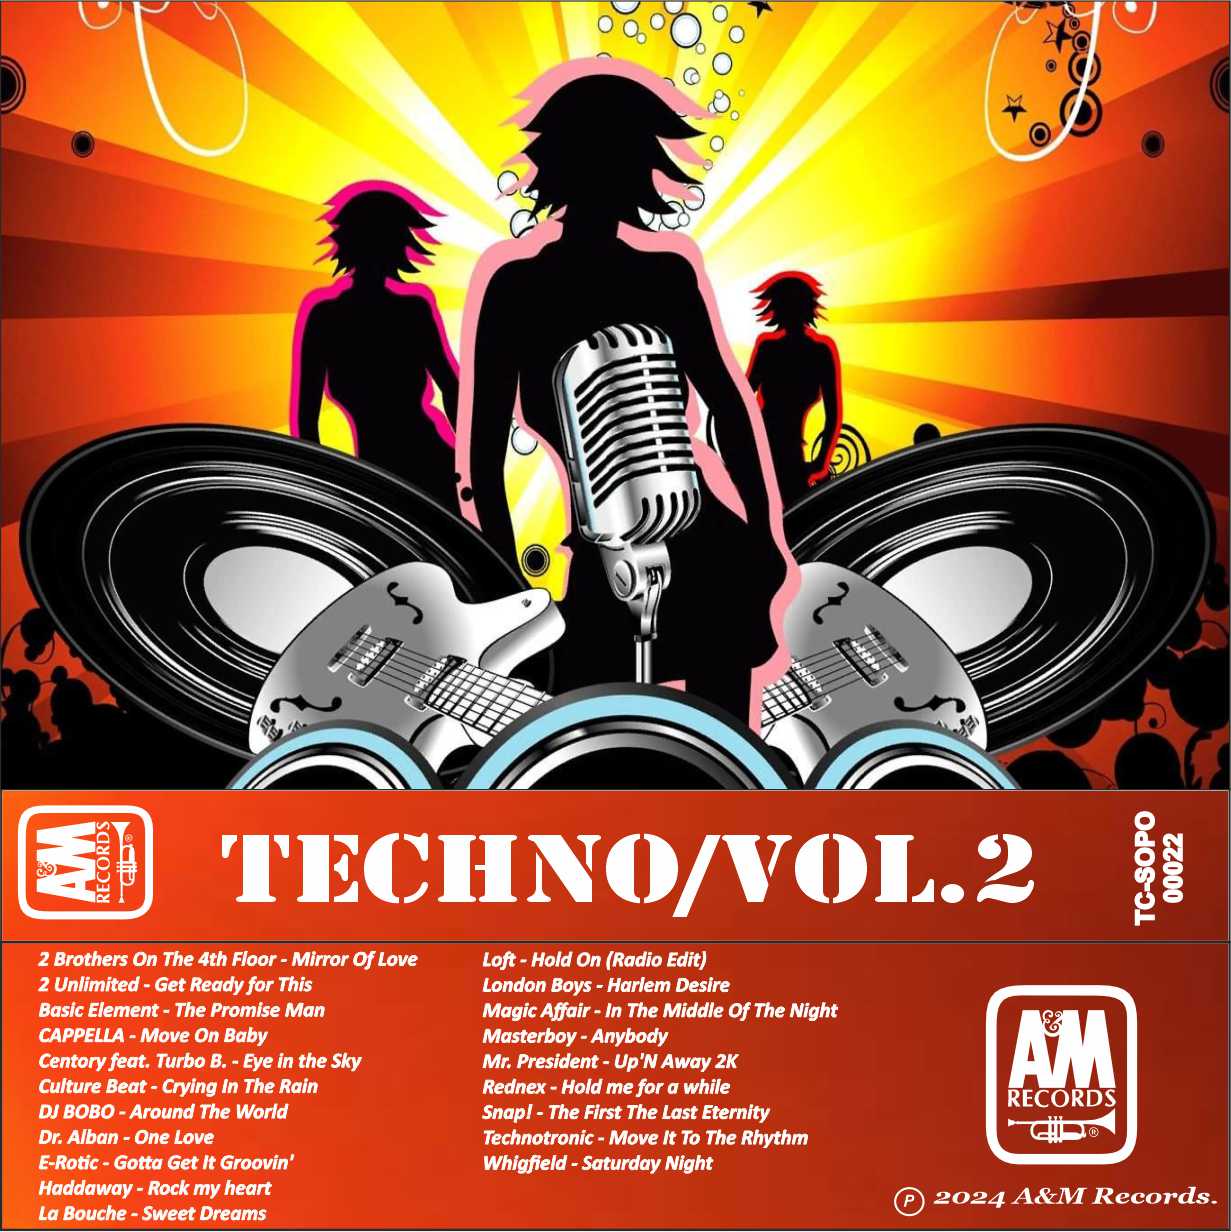 A&M
RECORDS
®
TECHNO/VOL.2
TC-SOPO
00022
2 Brothers On The 4th Floor - Mirror Of Love
2 Unlimited - Get Ready for This
Basic Element - The Promise Man
CAPPELLA - Move On Baby
Centory feat. Turbo B. - Eye in the Sky
Culture Beat - Crying In The Rain
DJ BOBO - Around The World
Dr. Alban - One Love
E-Rotic - Gotta Get It Groovin'
Haddaway - Rock my heart
La Bouche - Sweet Dreams
Loft - Hold On (Radio Edit)
London Boys - Harlem Desire
Magic Affair - In The Middle Of The Night
Masterboy - Anybody
Mr. President - Up'N Away 2K
Rednex - Hold me for a while
Snap! - The First The Last Eternity
Technotronic - Move It To The Rhythm
Whigfield - Saturday Night
A&M
RECORDS
®
℗ 2024 A&M Records.